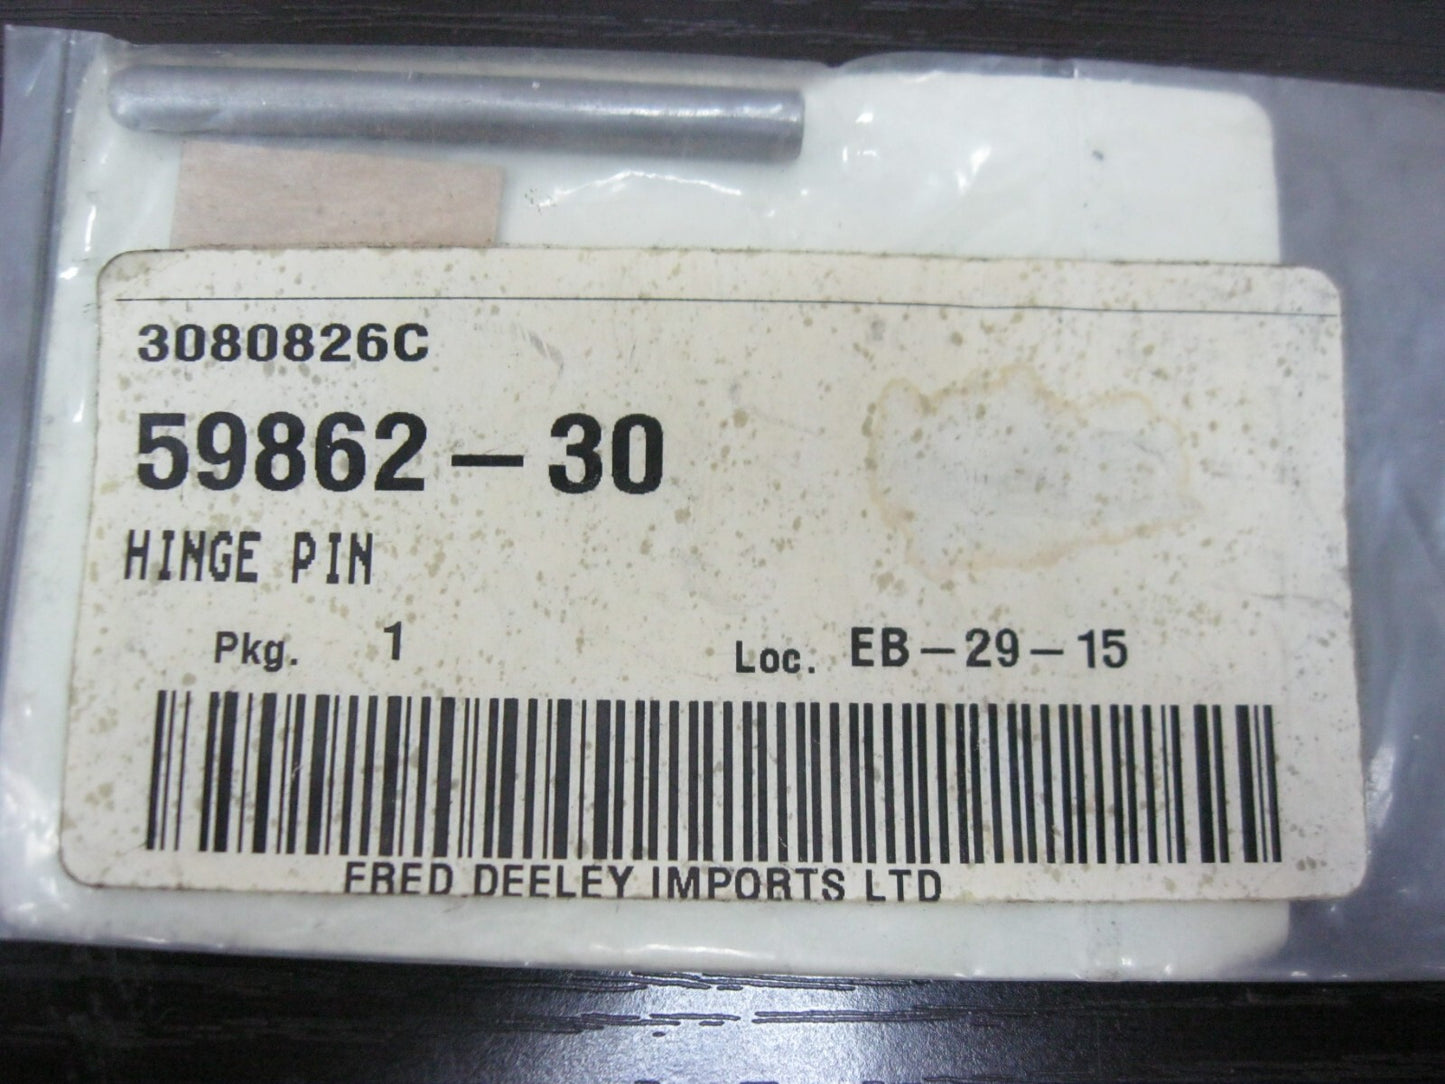 3080826C
59862-30
HINGE PIN
Pkg. 1 Loc. EB-29-15
FRED DEELEY IMPORTS LTD